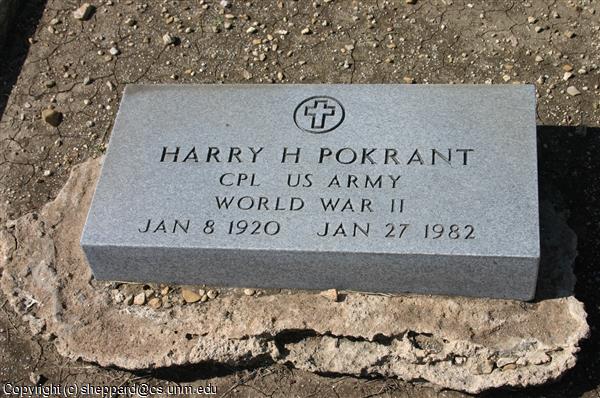 HARRY H POKRANT
CPL US ARMY
WORLD WAR II
JAN 8 1920 JAN 27 1982
Copyright (c) sheppard@cs.unm.edu